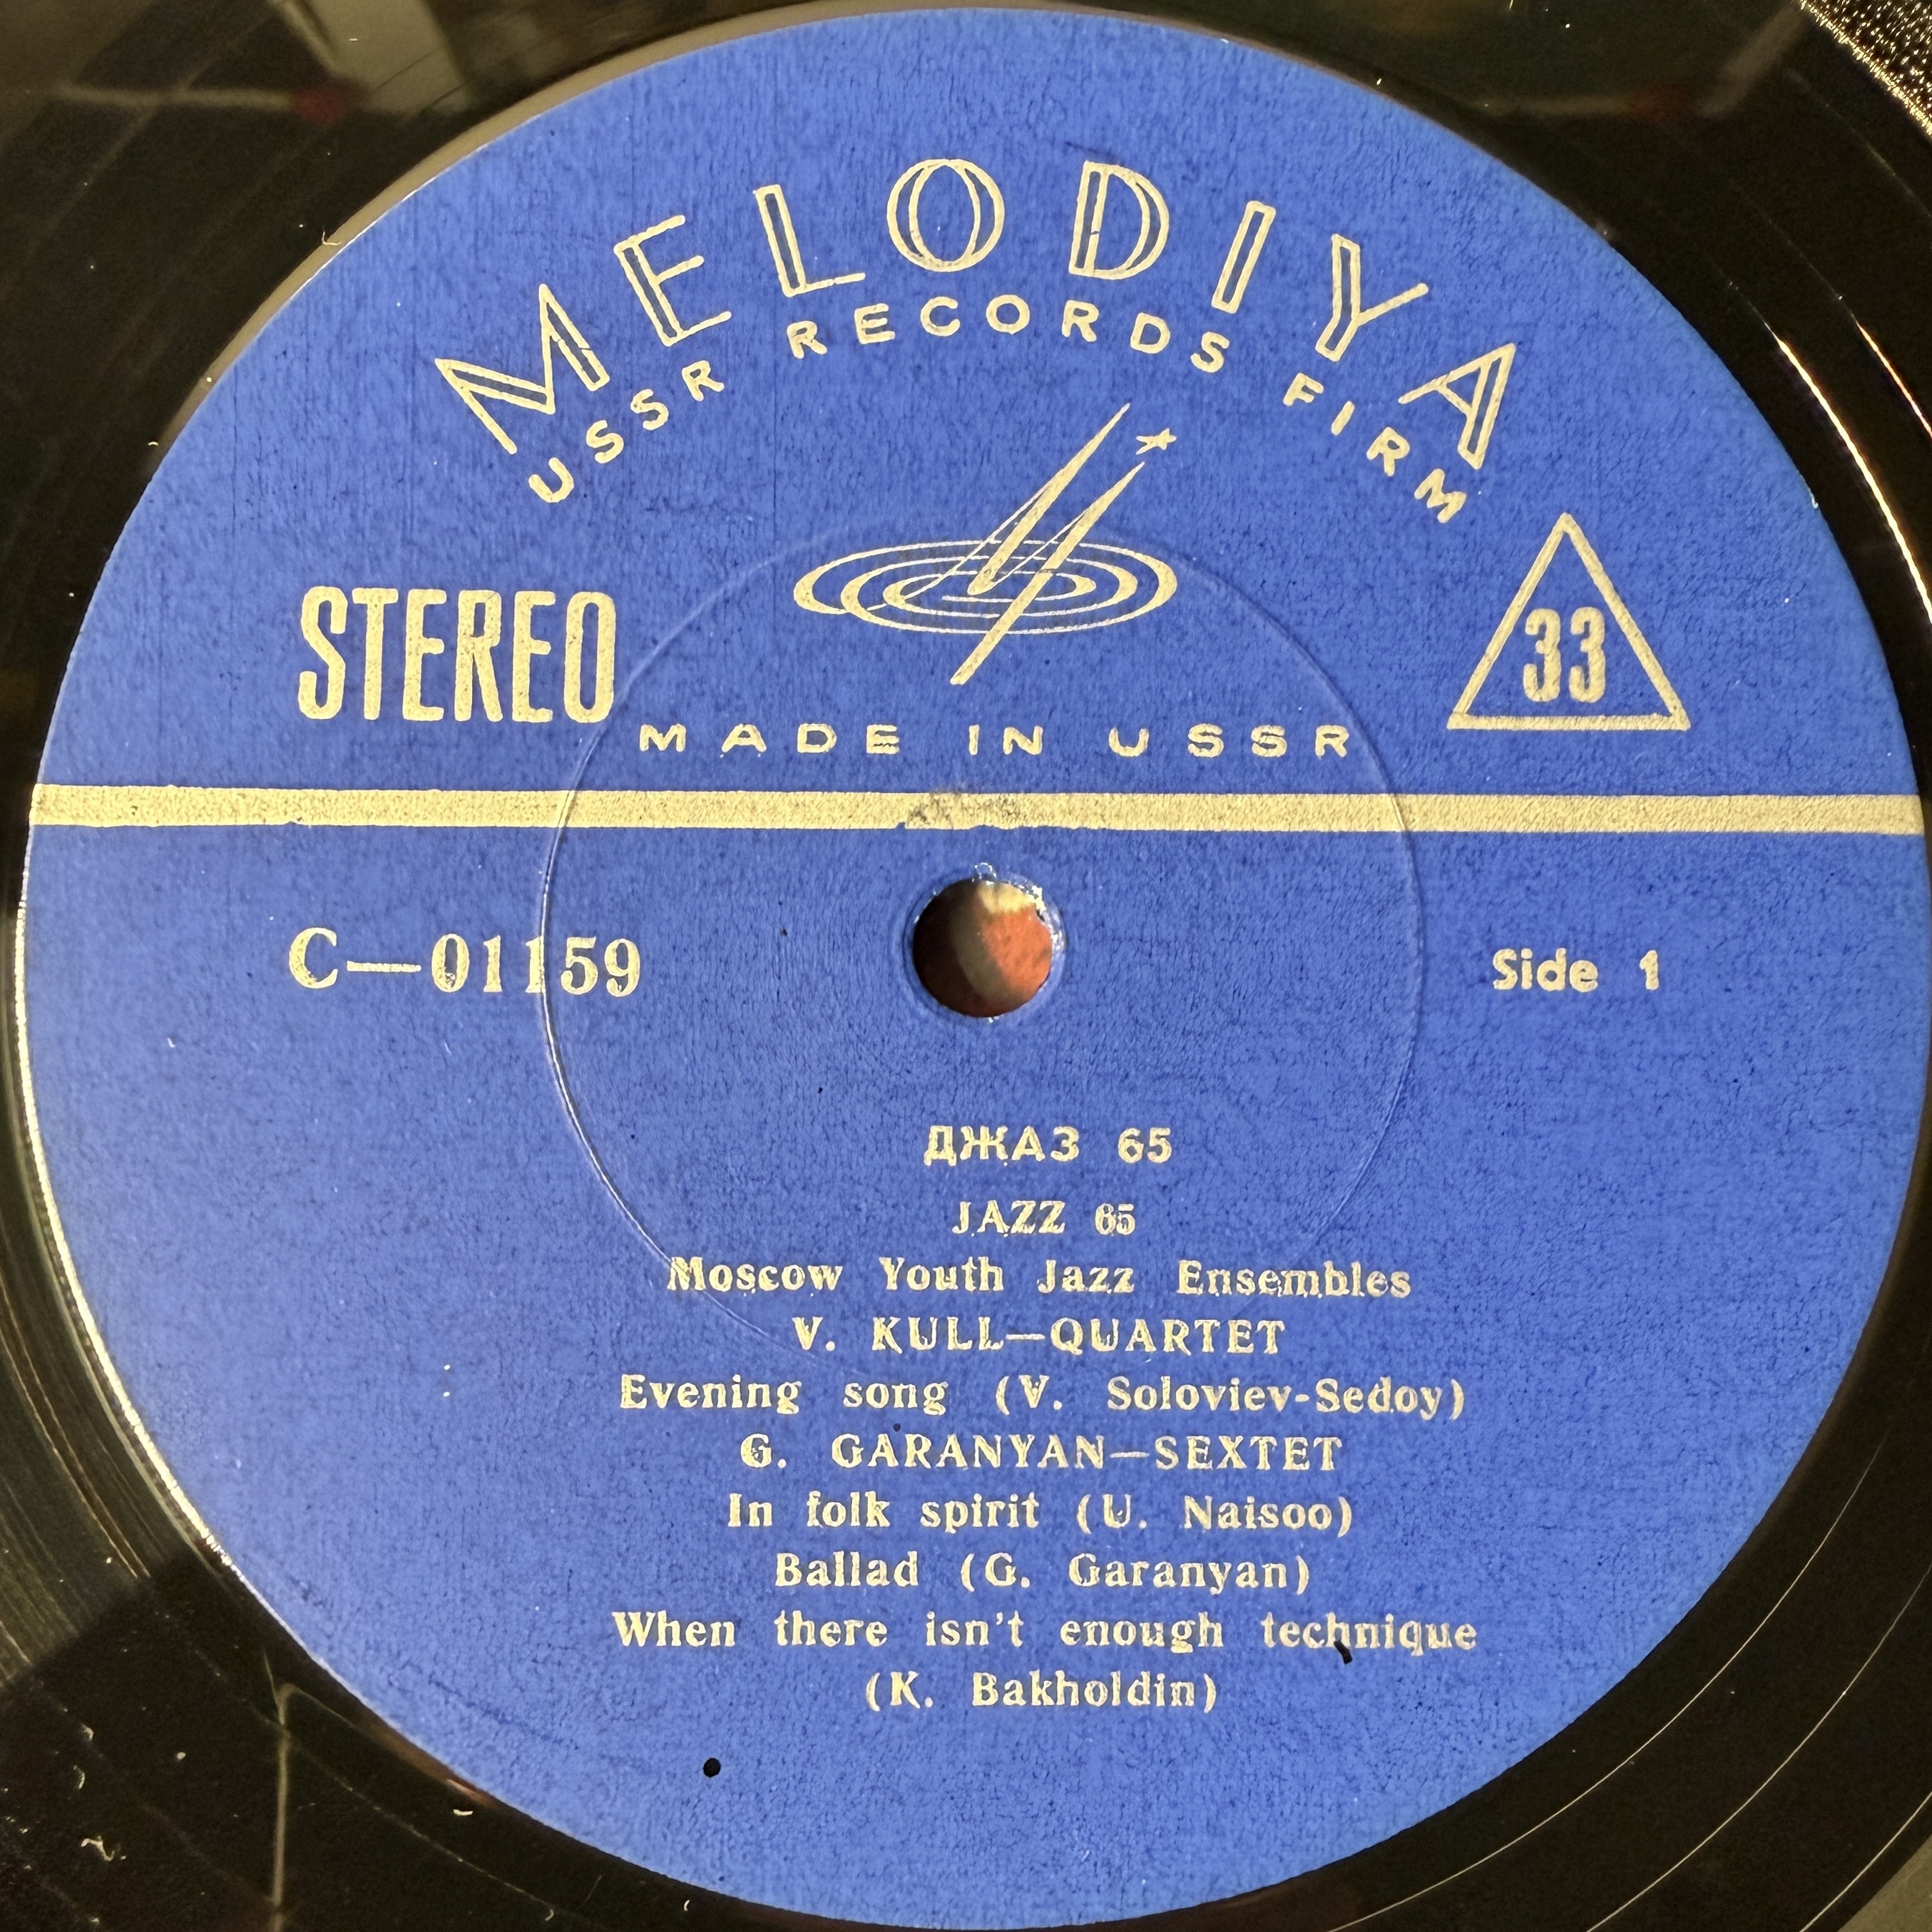 MELODIYA
USSR RECORDS FIRM
STEREO
33
MADE IN USSR
C—01159
Side 1
ДЖАЗ 65
JAZZ 65
Moscow Youth Jazz Ensembles
V. KULL—QUARTET
Evening song (V. Soloviev-Sedoy)
G. GARANYAN—SEXTET
In folk spirit (U. Naisoo)
Ballad (G. Garanyan)
When there isn't enough technique
(K. Bakholdin)